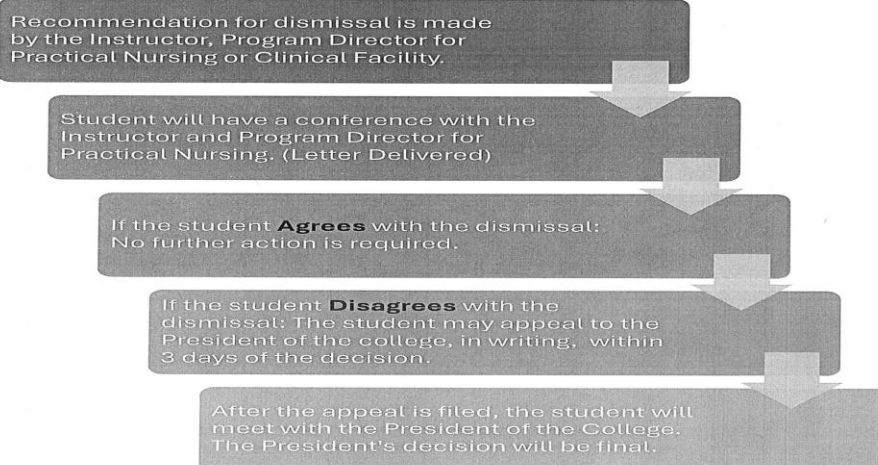 Recommendation for dismissal is made
by the Instructor, Program Director for
Practical Nursing or Clinical Facility.
Student will have a conference with the
Instructor and Program Director for
Practical Nursing. (Letter Delivered)
If the student Agrees with the dismissal:
No further action is required.
If the student Disagrees with the
dismissal: The student may appeal to the
President of the college, in writing, within
3 days of the decision.
After the appeal is filed, the student will
meet with the President of the College.
The President's decision will be final.